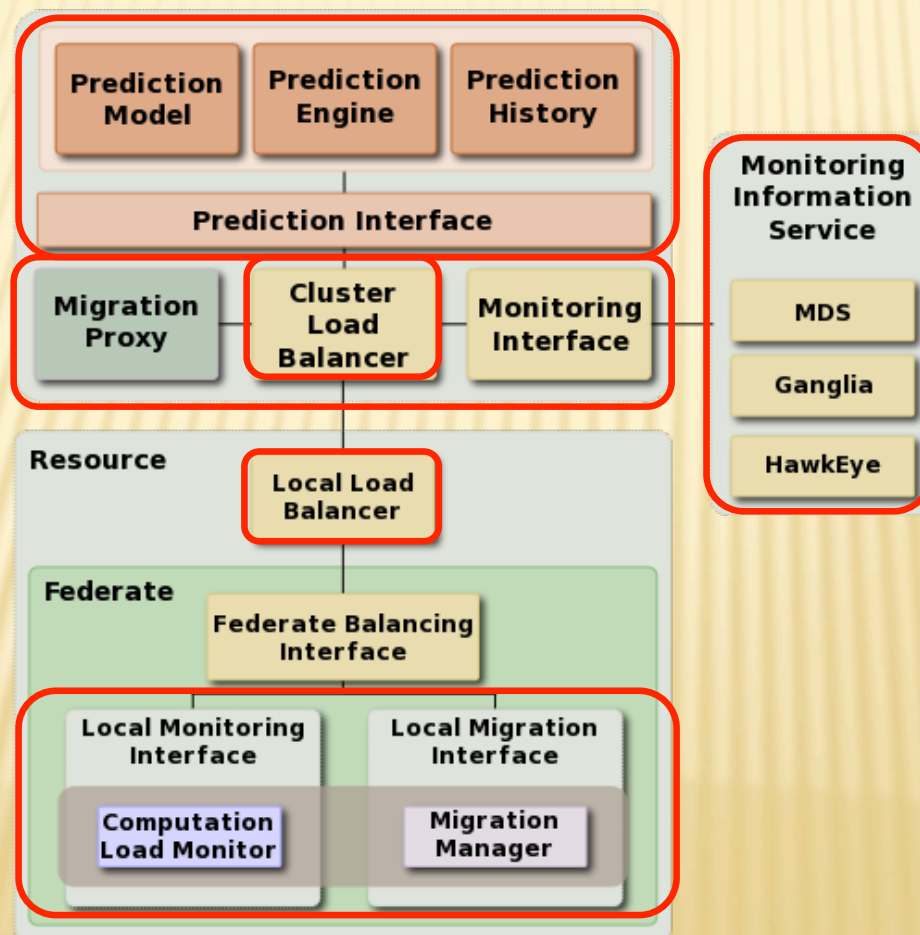 Prediction
Model
Prediction
Engine
Prediction
History
Prediction Interface
Migration
Proxy
Cluster
Load
Balancer
Monitoring
Interface
Monitoring
Information
Service
MDS
Ganglia
HawkEye
Resource
Local Load
Balancer
Federate
Federate Balancing
Interface
Local Monitoring
Interface
Computation
Load Monitor
Local Migration
Interface
Migration
Manager